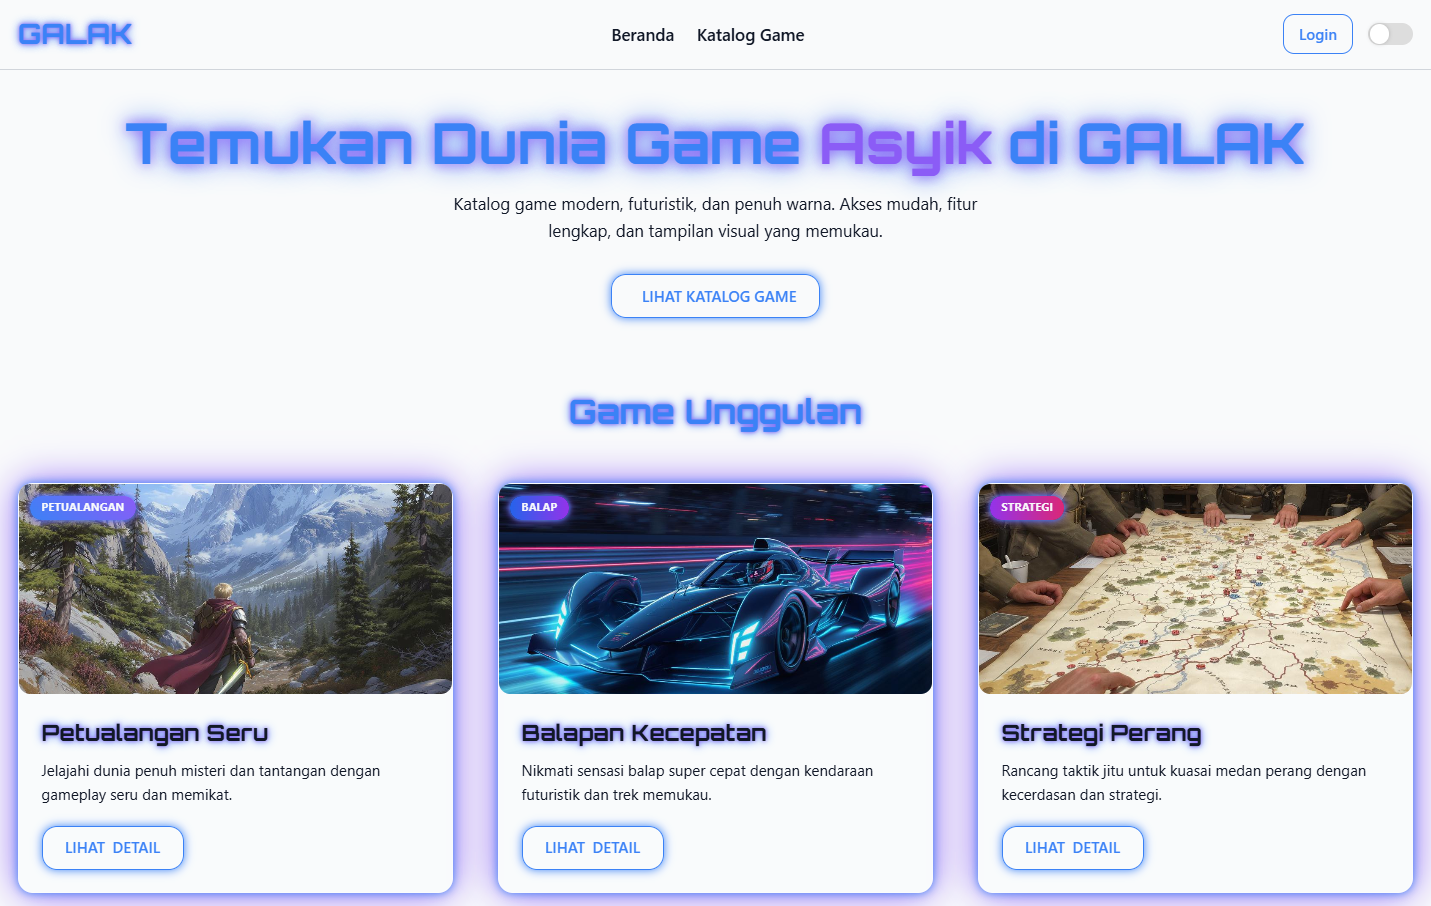 GALAK
Beranda
Katalog Game
Login
Temukan Dunia Game Asyik di GALAK
Katalog game modern, futuristik, dan penuh warna. Akses mudah, fitur
lengkap, dan tampilan visual yang memukau.
LIHAT KATALOG GAME
Game Unggulan
PETUALANGAN
Petualangan Seru
Jelajahi dunia penuh misteri dan tantangan dengan
gameplay seru dan memikat.
LIHAT DETAIL
BALAP
Balapan Kecepatan
Nikmati sensasi balap super cepat dengan kendaraan
futuristik dan trek memukau.
LIHAT DETAIL
STRATEGI
Strategi Perang
Rancang taktik jitu untuk kuasai medan perang dengan
kecerdasan dan strategi.
LIHAT DETAIL